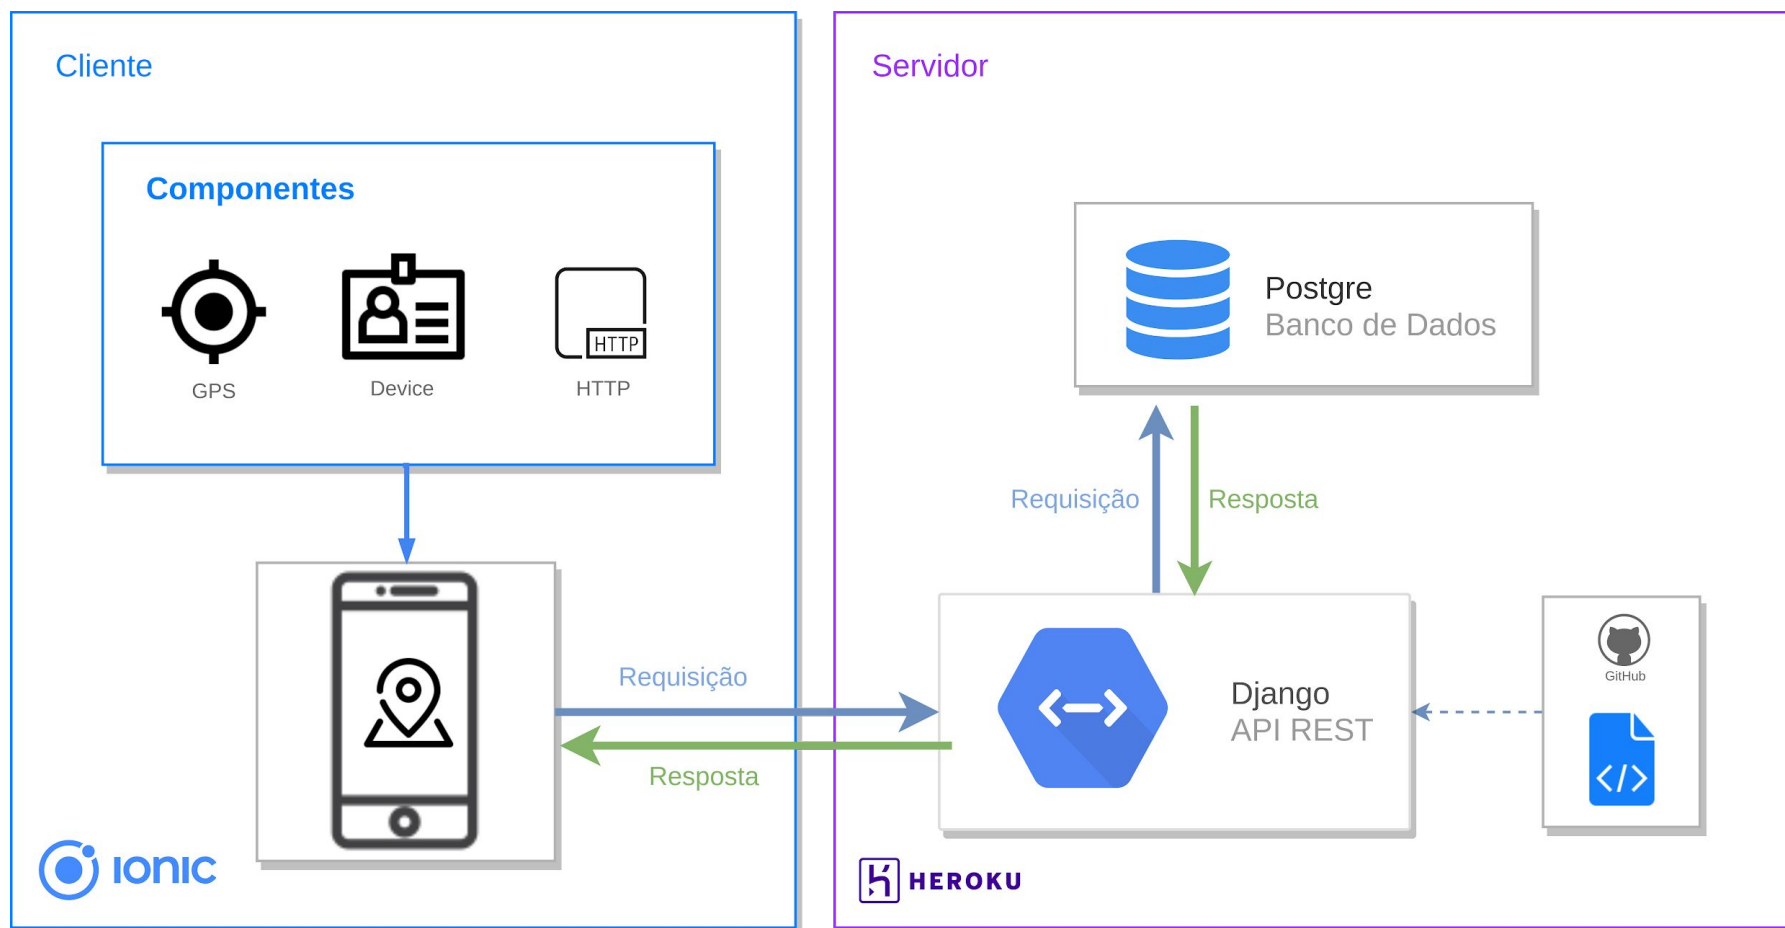 Cliente
Componentes
GPS
Device
HTTP
HTTP
Requisição
Resposta
IONIC
Servidor
Postgre
Banco de Dados
Requisição
Resposta
Django
API REST
GitHub
HEROKU